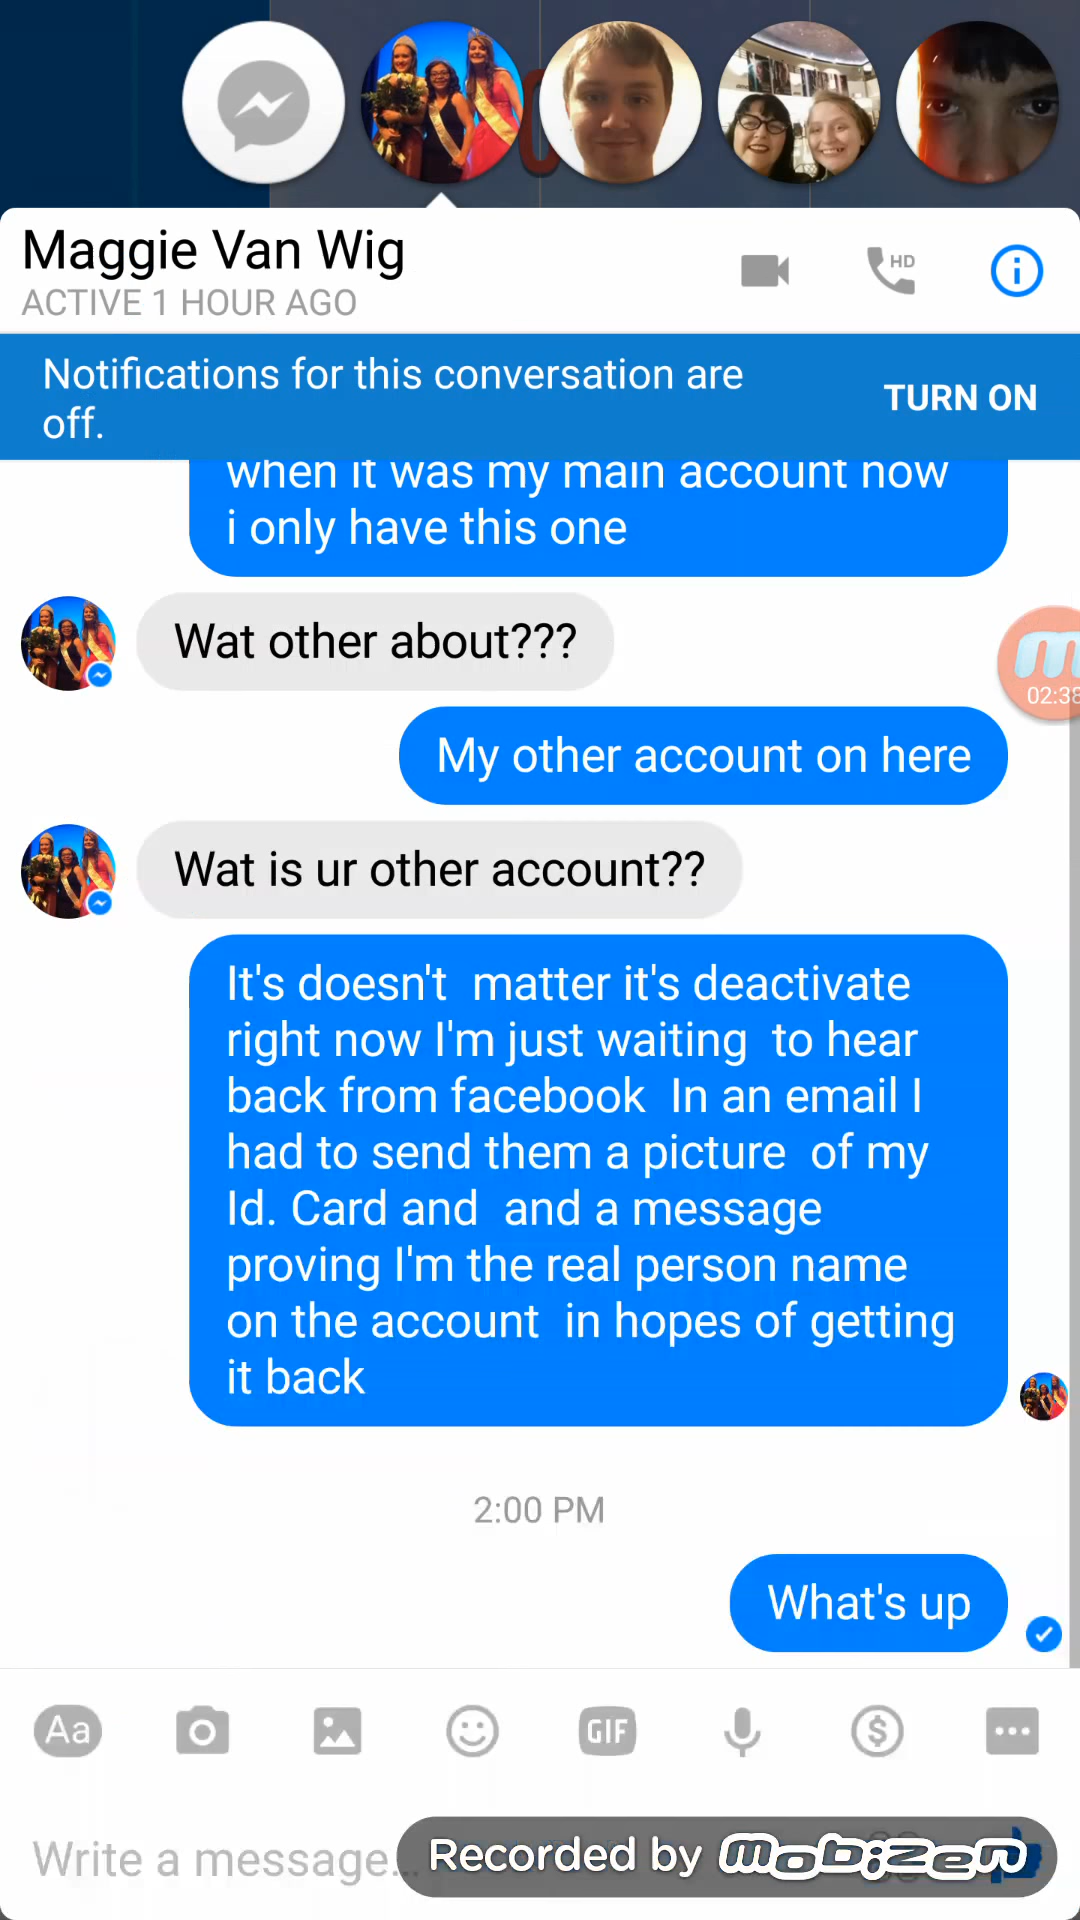 Maggie Van Wig
ACTIVE 1 HOUR AGO
HD
Notifications for this conversation are
off.
TURN ON
when it was my main account now
i only have this one
Wat other about???
02:38
My other account on here
Wat is ur other account??
It's doesn't  matter it's deactivate
right now I'm just waiting  to hear
back from facebook  In an email I
had to send them a picture  of my
Id. Card and  and a message
proving I'm the real person name
on the account  in hopes of getting
it back
2:00 PM
What's up
Aa
GIF
$
Write a message...
Recorded by mobizen